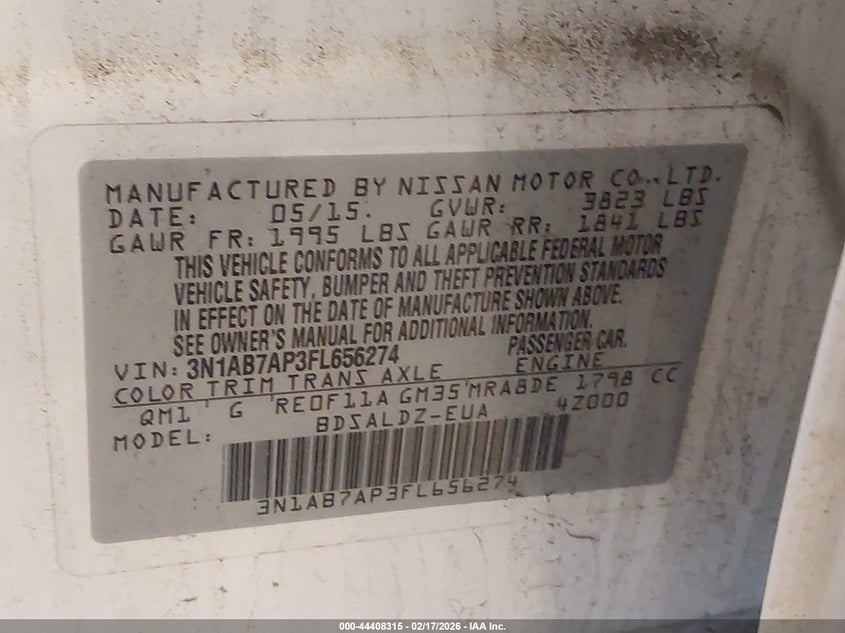 MANUFACTURED BY NISSAN MOTOR CO., LTD.
DATE: 05/15. GVWR: 3823 LBS
GAWR FR: 1995 LBS GAWR RR: 1841 LBS
THIS VEHICLE CONFORMS TO ALL APPLICABLE FEDERAL MOTOR
VEHICLE SAFETY, BUMPER AND THEFT PREVENTION STANDARDS
IN EFFECT ON THE DATE OF MANUFACTURE SHOWN ABOVE.
SEE OWNER'S MANUAL FOR ADDITIONAL INFORMATION.
VIN: 3N1AB7AP3FL656274 PASSENGER CAR.
COLOR TRIM TRANS AXLE ENGINE
QM1 G RE0F11A GM35 MRA8DE 1798 CC
MODEL: BDSALDZ-EUA 4Z000
3N1AB7AP3FL656274
000-44408315 - 02/17/2026 - IAA Inc.